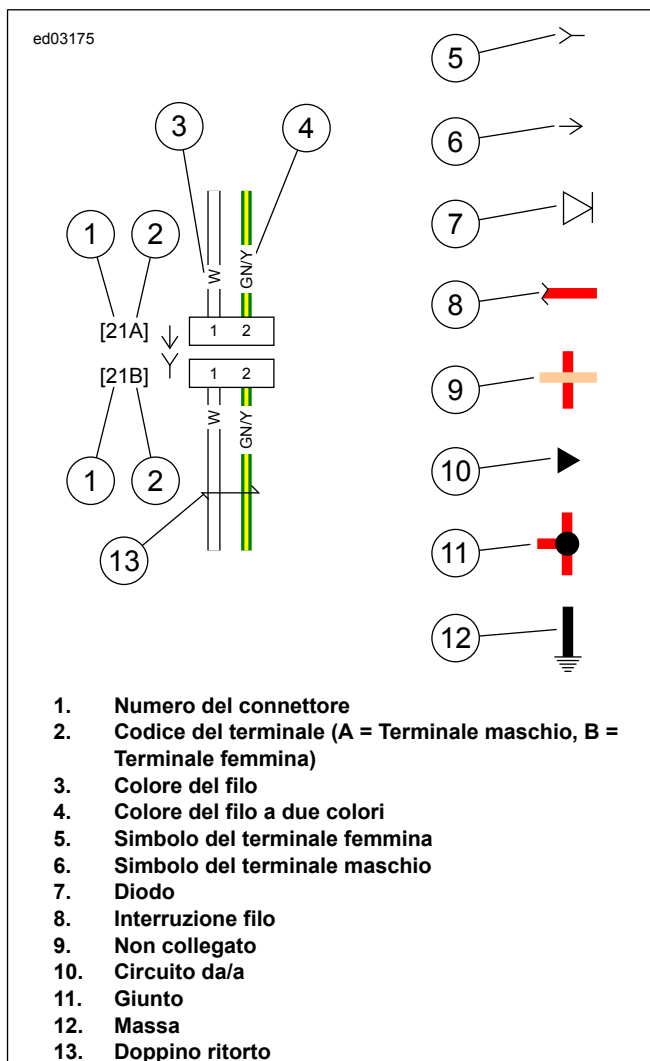 ed03175
3
4
1
2
W
GN/Y
[21A]
1
2
[21B]
1
2
W
GN/Y
1
2
13
5
6
7
8
9
10
11
12
1. Numero del connettore
2. Codice del terminale (A = Terminale maschio, B =
Terminale femmina)
3. Colore del filo
4. Colore del filo a due colori
5. Simbolo del terminale femmina
6. Simbolo del terminale maschio
7. Diodo
8. Interruzione filo
9. Non collegato
10. Circuito da/a
11. Giunto
12. Massa
13. Doppino ritorto